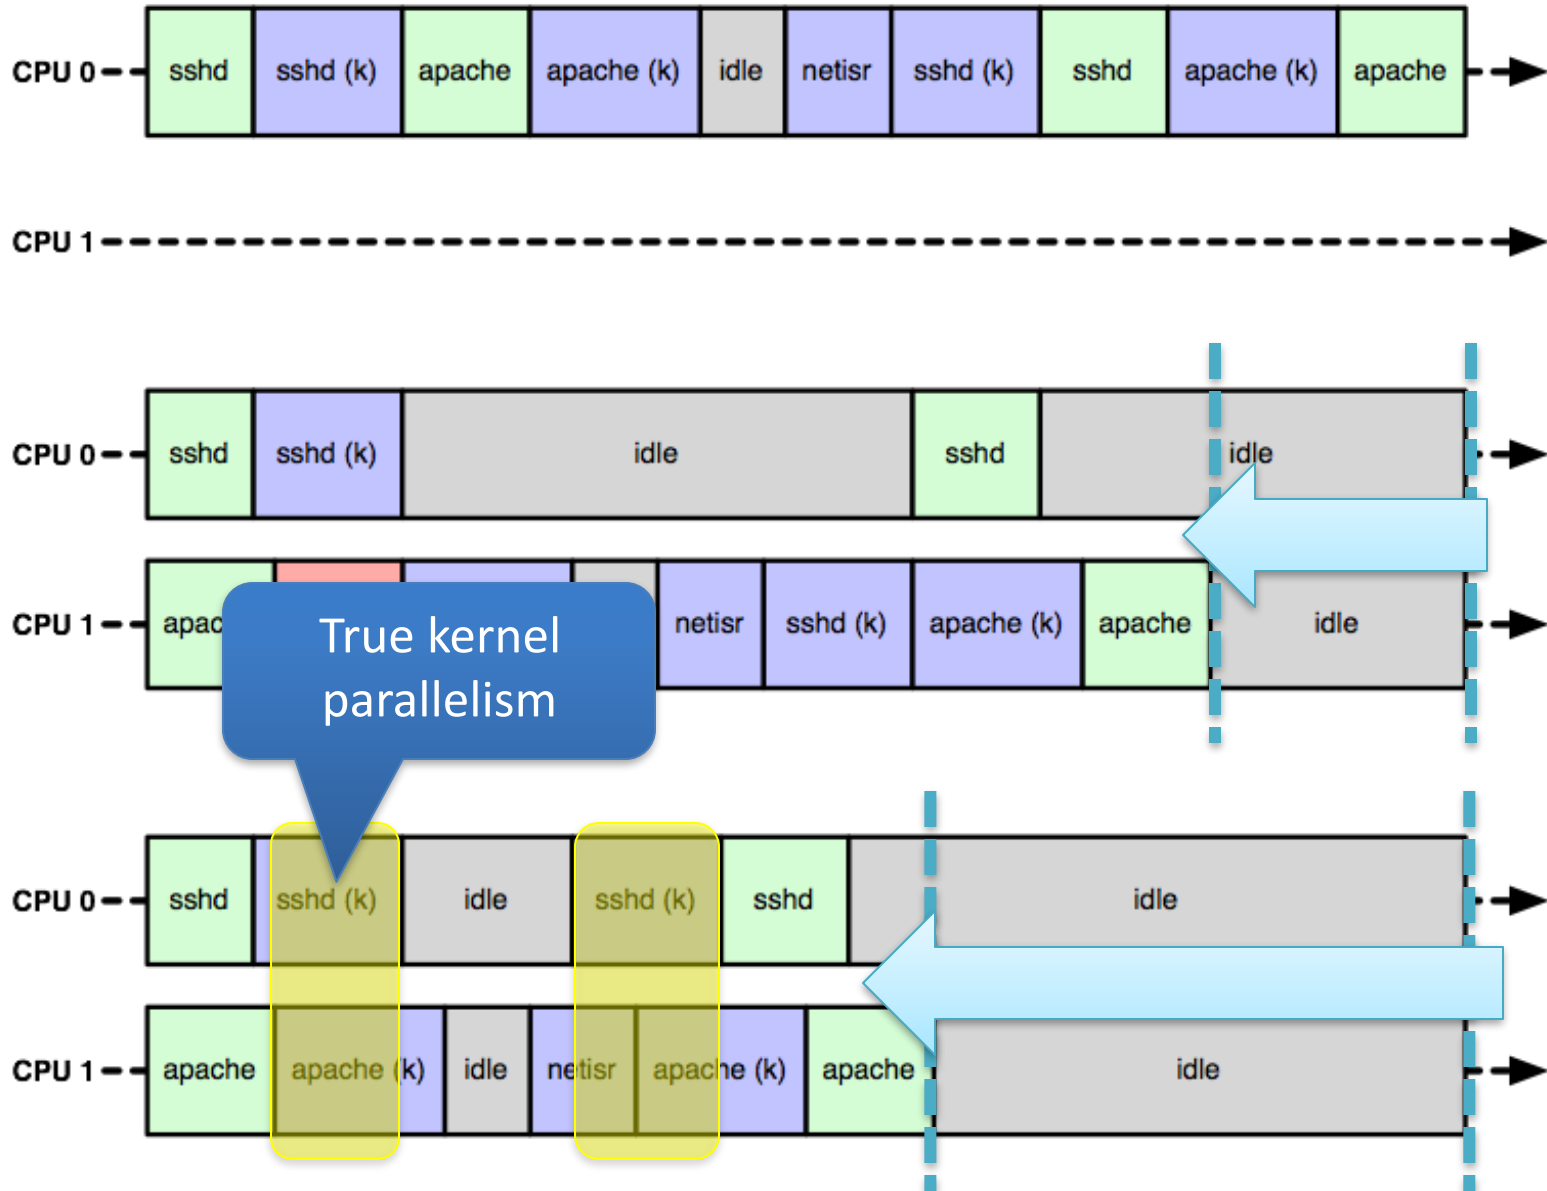 CPU 0 sshd sshd (k) apache apache (k) idle netisr sshd (k) sshd apache (k) apache
CPU 1
CPU 0 sshd sshd (k) idle sshd idle
CPU 1 netisr sshd (k) apache (k) apache idle
True kernel
parallelism
CPU 0 sshd sshd (k) idle sshd (k) sshd idle
CPU 1 apache apache (k) idle netisr apache (k) apache idle